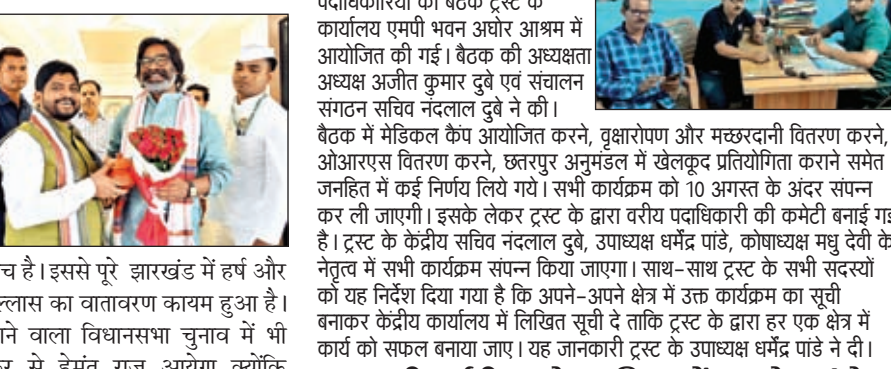 च है। इससे पूरे झारखंड में हर्ष और
ल्लास का वातावरण कायम हुआ है।
ने वाला विधानसभा चुनाव में भी
से हेमंत राज आयेगा क्योंकि
पदाधिकारियों की बैठक ट्रस्ट के
कार्यालय एमपी भवन अघोर आश्रम में
आयोजित की गई। बैठक की अध्यक्षता
अध्यक्ष अजीत कुमार दुबे एवं संचालन
संगठन सचिव नंदलाल दुबे ने की।
बैठक में मेडिकल कैंप आयोजित करने, वृक्षारोपण और मच्छरदानी वितरण करने,
ओआरएस वितरण करने, छतरपुर अनुमंडल में खेलकूद प्रतियोगिता कराने समेत
जनहित में कई निर्णय लिये गये। सभी कार्यक्रम को 10 अगस्त के अंदर संपन्न
कर ली जाएगी। इसके लेकर ट्रस्ट के द्वारा वरीय पदाधिकारी की कमेटी बनाई गई
है। ट्रस्ट के केंद्रीय सचिव नंदलाल दुबे, उपाध्यक्ष धर्मेंद्र पांडे, कोषाध्यक्ष मधु देवी के
नेतृत्व में सभी कार्यक्रम संपन्न किया जाएगा। साथ-साथ ट्रस्ट के सभी सदस्यों
को यह निर्देश दिया गया है कि अपने-अपने क्षेत्र में उक्त कार्यक्रम का सूची
बनाकर केंद्रीय कार्यालय में लिखित सूची दे ताकि ट्रस्ट के द्वारा हर एक क्षेत्र में
कार्य को सफल बनाया जाए। यह जानकारी ट्रस्ट के उपाध्यक्ष धर्मेंद्र पांडे ने दी।